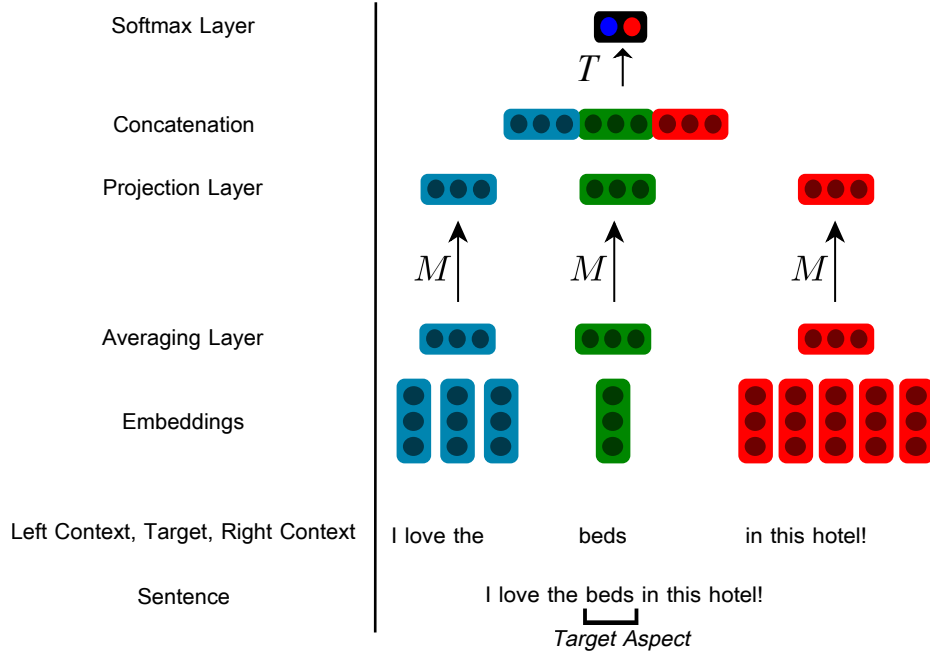 Softmax Layer
T
Concatenation
Projection Layer
M M M
Averaging Layer
Embeddings
Left Context, Target, Right Context I love the beds in this hotel!
Sentence I love the beds in this hotel!
Target Aspect